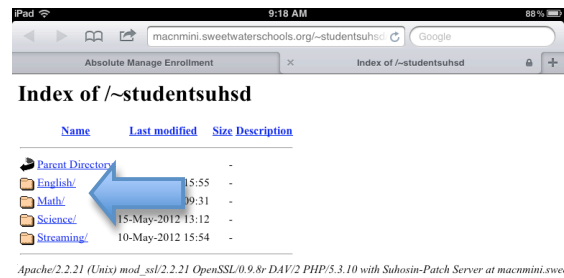 iPad 9:18 AM 88%
macnmini.sweetwaterschools.org/~studentsuhsd Google
Absolute Manage Enrollment Index of /~studentsuhsd
Index of /~studentsuhsd
Name Last modified Size Description
Parent Directory -
English/ 15:55 -
Math/ 09:31 -
Science/ 15-May-2012 13:12 -
Streaming/ 10-May-2012 15:54 -
Apache/2.2.21 (Unix) mod_ssl/2.2.21 OpenSSL/0.9.8r DAV/2 PHP/5.3.10 with Suhosin-Patch Server at macnmini.swe